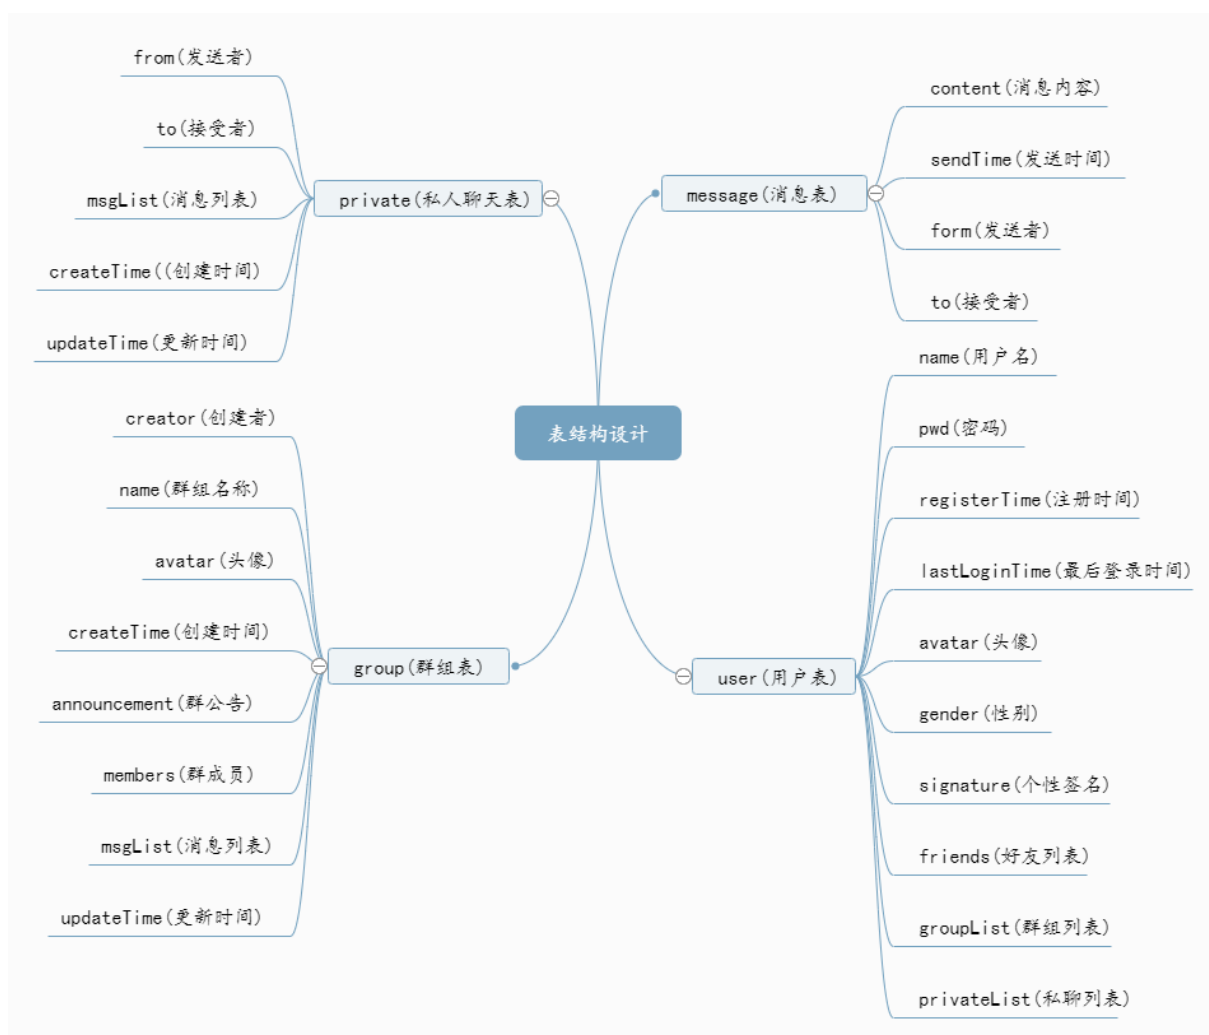 表结构设计
private(私人聊天表)
from(发送者)
to(接受者)
msgList(消息列表)
createTime((创建时间)
updateTime(更新时间)
message(消息表)
content(消息内容)
sendTime(发送时间)
form(发送者)
to(接受者)
group(群组表)
creator(创建者)
name(群组名称)
avatar(头像)
createTime(创建时间)
announcement(群公告)
members(群成员)
msgList(消息列表)
updateTime(更新时间)
user(用户表)
name(用户名)
pwd(密码)
registerTime(注册时间)
lastLoginTime(最后登录时间)
avatar(头像)
gender(性别)
signature(个性签名)
friends(好友列表)
groupList(群组列表)
privateList(私聊列表)